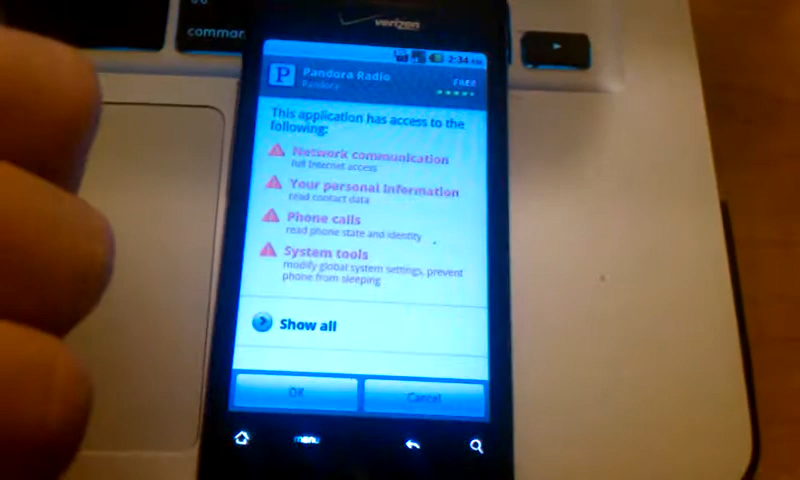 command
verizon
2:34 AM
P
Pandora Radio
FREE
Pandora
This application has access to the
following:
Network communication
full Internet access
Your personal information
read contact data
Phone calls
read phone state and identity
System tools
modify global system settings, prevent
phone from sleeping
Show all
OK
Cancel
menu